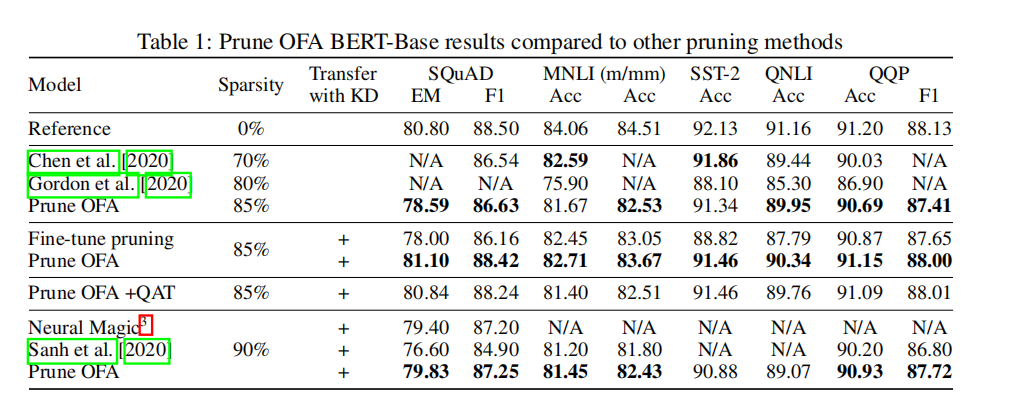 Table 1: Prune OFA BERT-Base results compared to other pruning methods
Model Sparsity Transfer with KD SQuAD MNLI (m/mm) SST-2 QNLI QQP
EM F1 Acc Acc Acc Acc Acc F1
Reference 0% 80.80 88.50 84.06 84.51 92.13 91.16 91.20 88.13
Chen et al. [2020] 70% N/A 86.54 82.59 N/A 91.86 89.44 90.03 N/A
Gordon et al. [2020] 80% N/A N/A 75.90 N/A 88.10 85.30 86.90 N/A
Prune OFA 85% 78.59 86.63 81.67 82.53 91.34 89.95 90.69 87.41
Fine-tune pruning 85% + 78.00 86.16 82.45 83.05 88.82 87.79 90.87 87.65
Prune OFA + 81.10 88.42 82.71 83.67 91.46 90.34 91.15 88.00
Prune OFA +QAT 85% + 80.84 88.24 81.40 82.51 91.46 89.76 91.09 88.01
Neural Magic³ + 79.40 87.20 N/A N/A N/A N/A N/A N/A
Sanh et al. [2020] 90% + 76.60 84.90 81.20 81.80 N/A N/A 90.20 86.80
Prune OFA + 79.83 87.25 81.45 82.43 90.88 89.07 90.93 87.72